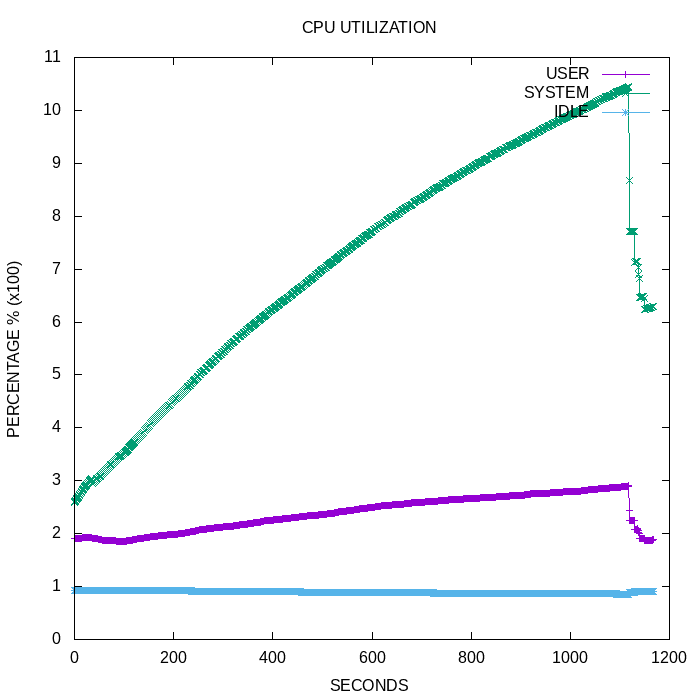 CPU UTILIZATION
11
10
9
8
7
6
5
4
3
2
1
0
PERCENTAGE % (x100)
USER
SYSTEM
IDLE
0 200 400 600 800 1000 1200
SECONDS